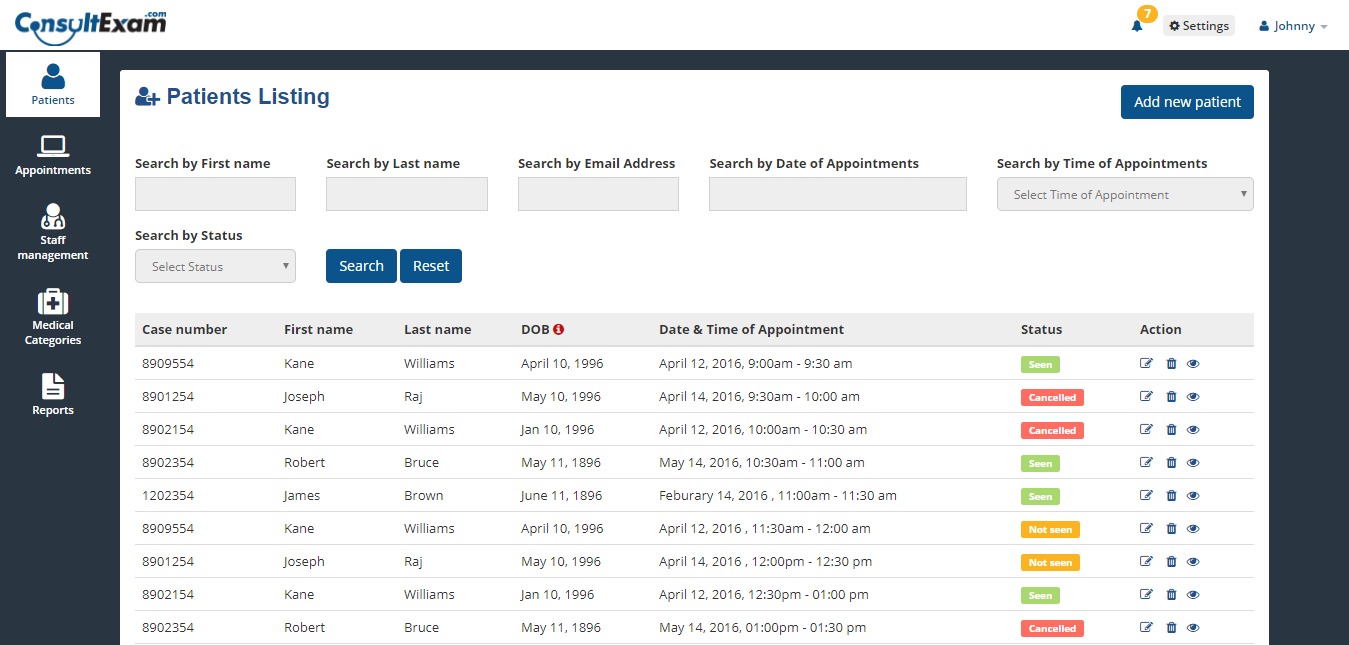 ConsultExam.com
7
Settings
Johnny
Patients
Appointments
Staff
management
Medical
Categories
Reports
Patients Listing
Add new patient
Search by First name Search by Last name Search by Email Address Search by Date of Appointments Search by Time of Appointments
Select Time of Appointment
Search by Status
Select Status Search Reset
Case number First name Last name DOB Date & Time of Appointment Status Action
8909554 Kane Williams April 10, 1996 April 12, 2016, 9:00am - 9:30 am Seen
8901254 Joseph Raj May 10, 1996 April 14, 2016, 9:30am - 10:00 am Cancelled
8902154 Kane Williams Jan 10, 1996 April 12, 2016, 10:00am - 10:30 am Cancelled
8902354 Robert Bruce May 11, 1896 May 14, 2016, 10:30am - 11:00 am Seen
1202354 James Brown June 11, 1896 Feburary 14, 2016 , 11:00am - 11:30 am Seen
8909554 Kane Williams April 10, 1996 April 12, 2016 , 11:30am - 12:00 am Not seen
8901254 Joseph Raj May 10, 1996 April 14, 2016 , 12:00pm - 12:30 pm Not seen
8902154 Kane Williams Jan 10, 1996 April 12, 2016, 12:30pm - 01:00 pm Seen
8902354 Robert Bruce May 11, 1896 May 14, 2016, 01:00pm - 01:30 pm Cancelled